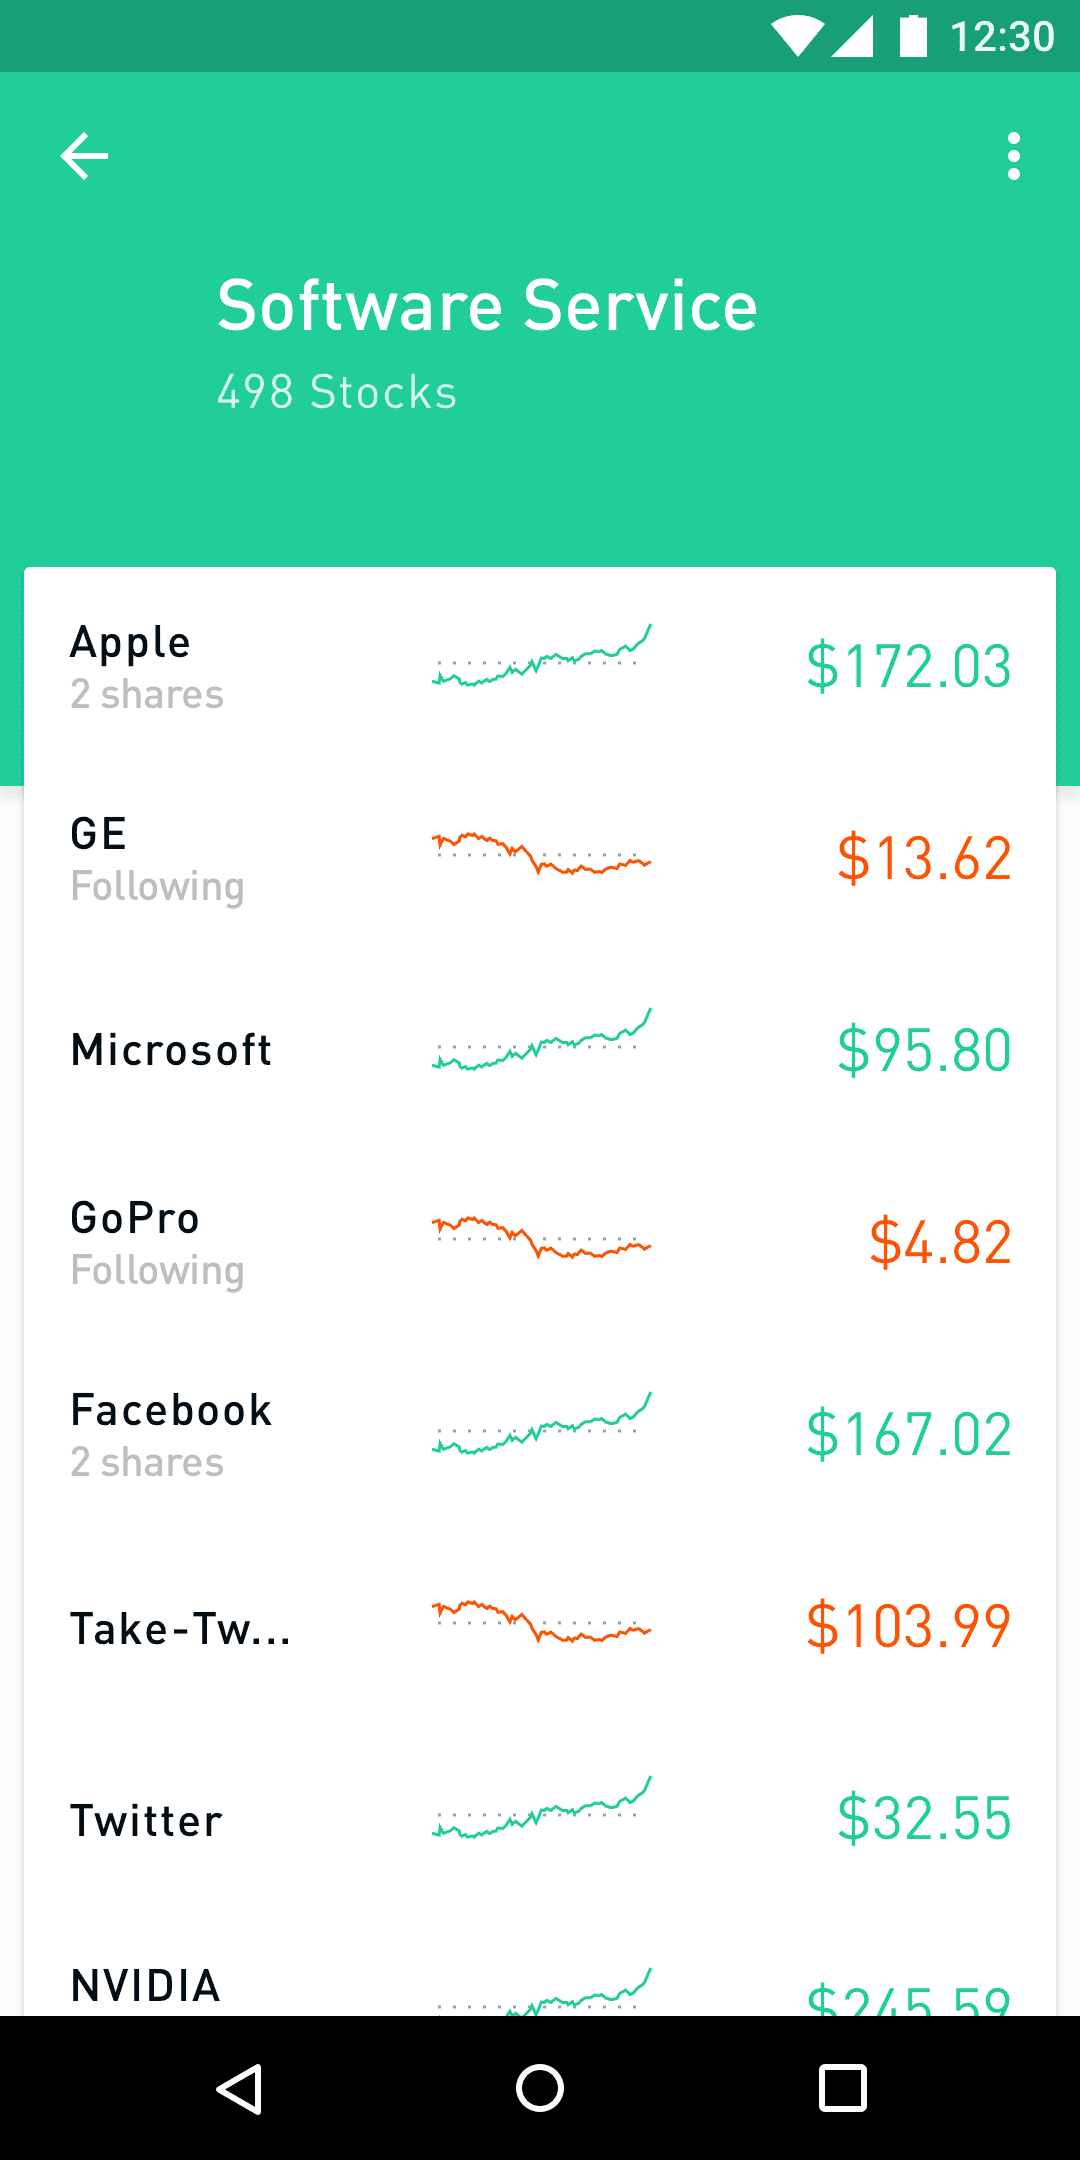 12:30
Software Service
498 Stocks
Apple
2 shares
$172.03
GE
Following
$13.62
Microsoft
$95.80
GoPro
Following
$4.82
Facebook
2 shares
$167.02
Take-Tw...
$103.99
Twitter
$32.55
NVIDIA
$245.59